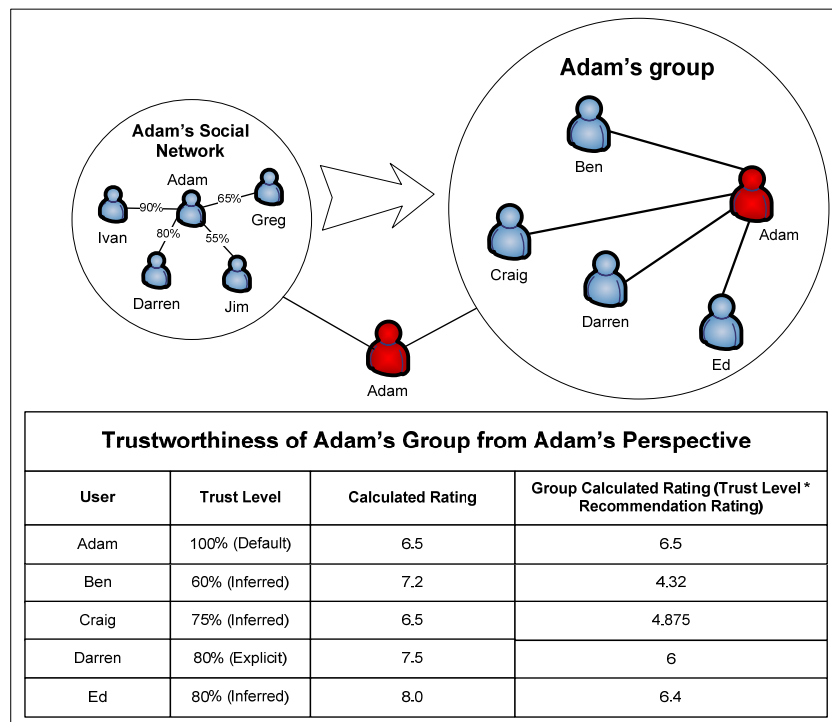 Adam's Social
Network
Adam
90%
65%
Ivan
Greg
80%
55%
Darren
Jim
Adam's group
Ben
Adam
Craig
Darren
Ed
Adam
Trustworthiness of Adam's Group from Adam's Perspective
User
Trust Level
Calculated Rating
Group Calculated Rating (Trust Level *
Recommendation Rating)
Adam
100% (Default)
6.5
6.5
Ben
60% (Inferred)
7.2
4.32
Craig
75% (Inferred)
6.5
4.875
Darren
80% (Explicit)
7.5
6
Ed
80% (Inferred)
8.0
6.4